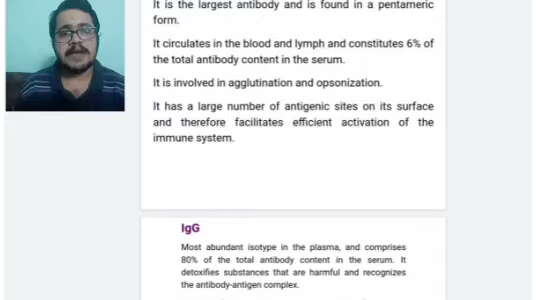 It is the largest antibody and is found in a pentameric
form.
It circulates in the blood and lymph and constitutes 6% of
the total antibody content in the serum.
It is involved in agglutination and opsonization.
It has a large number of antigenic sites on its surface
and therefore facilitates efficient activation of the
immune system.
IgG
Most abundant isotype in the plasma, and comprises
80% of the total antibody content in the serum. It
detoxifies substances that are harmful and recognizes
the antibody-antigen complex.